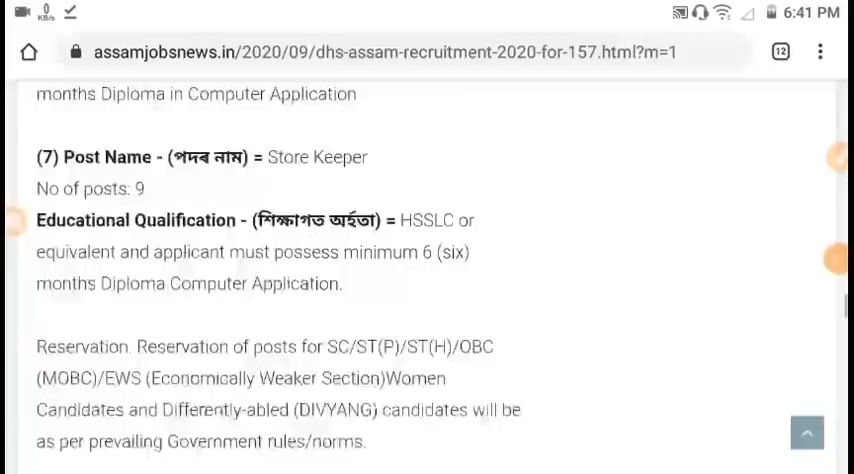 0
KB/s
6:41 PM
assamjobsnews.in/2020/09/dhs-assam-recruitment-2020-for-157.html?m=1
12
months Diploma in Computer Application
(7) Post Name - (পদৰ নাম) = Store Keeper
No of posts: 9
Educational Qualification - (শিক্ষাগত অৰ্হতা) = HSSLC or
equivalent and applicant must possess minimum 6 (six)
months Diploma Computer Application.
Reservation. Reservation of posts for SC/ST(P)/ST(H)/OBC
(MOBC)/EWS (Economically Weaker Section)Women
Candidates and Differently-abled (DIVYANG) candidates will be
as per prevailing Government rules/norms.